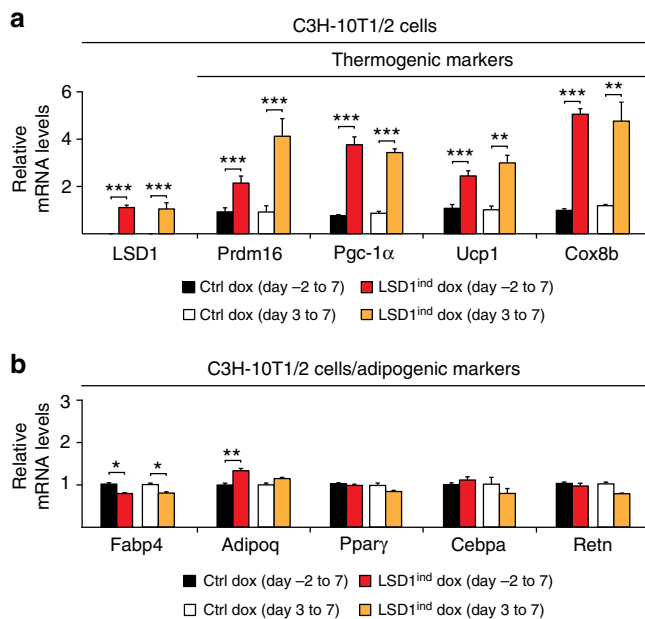 a
C3H-10T1/2 cells
Thermogenic markers
Relative
mRNA levels
6
4
2
*** *** *** *** *** *** *** ** *** **
LSD1 Prdm16 Pgc-1α Ucp1 Cox8b
Ctrl dox (day –2 to 7) LSD1ind dox (day –2 to 7)
Ctrl dox (day 3 to 7) LSD1ind dox (day 3 to 7)
b
C3H-10T1/2 cells/adipogenic markers
Relative
mRNA levels
3
2
1
* * **
Fabp4 Adipoq Pparγ Cebpa Retn
Ctrl dox (day –2 to 7) LSD1ind dox (day –2 to 7)
Ctrl dox (day 3 to 7) LSD1ind dox (day 3 to 7)